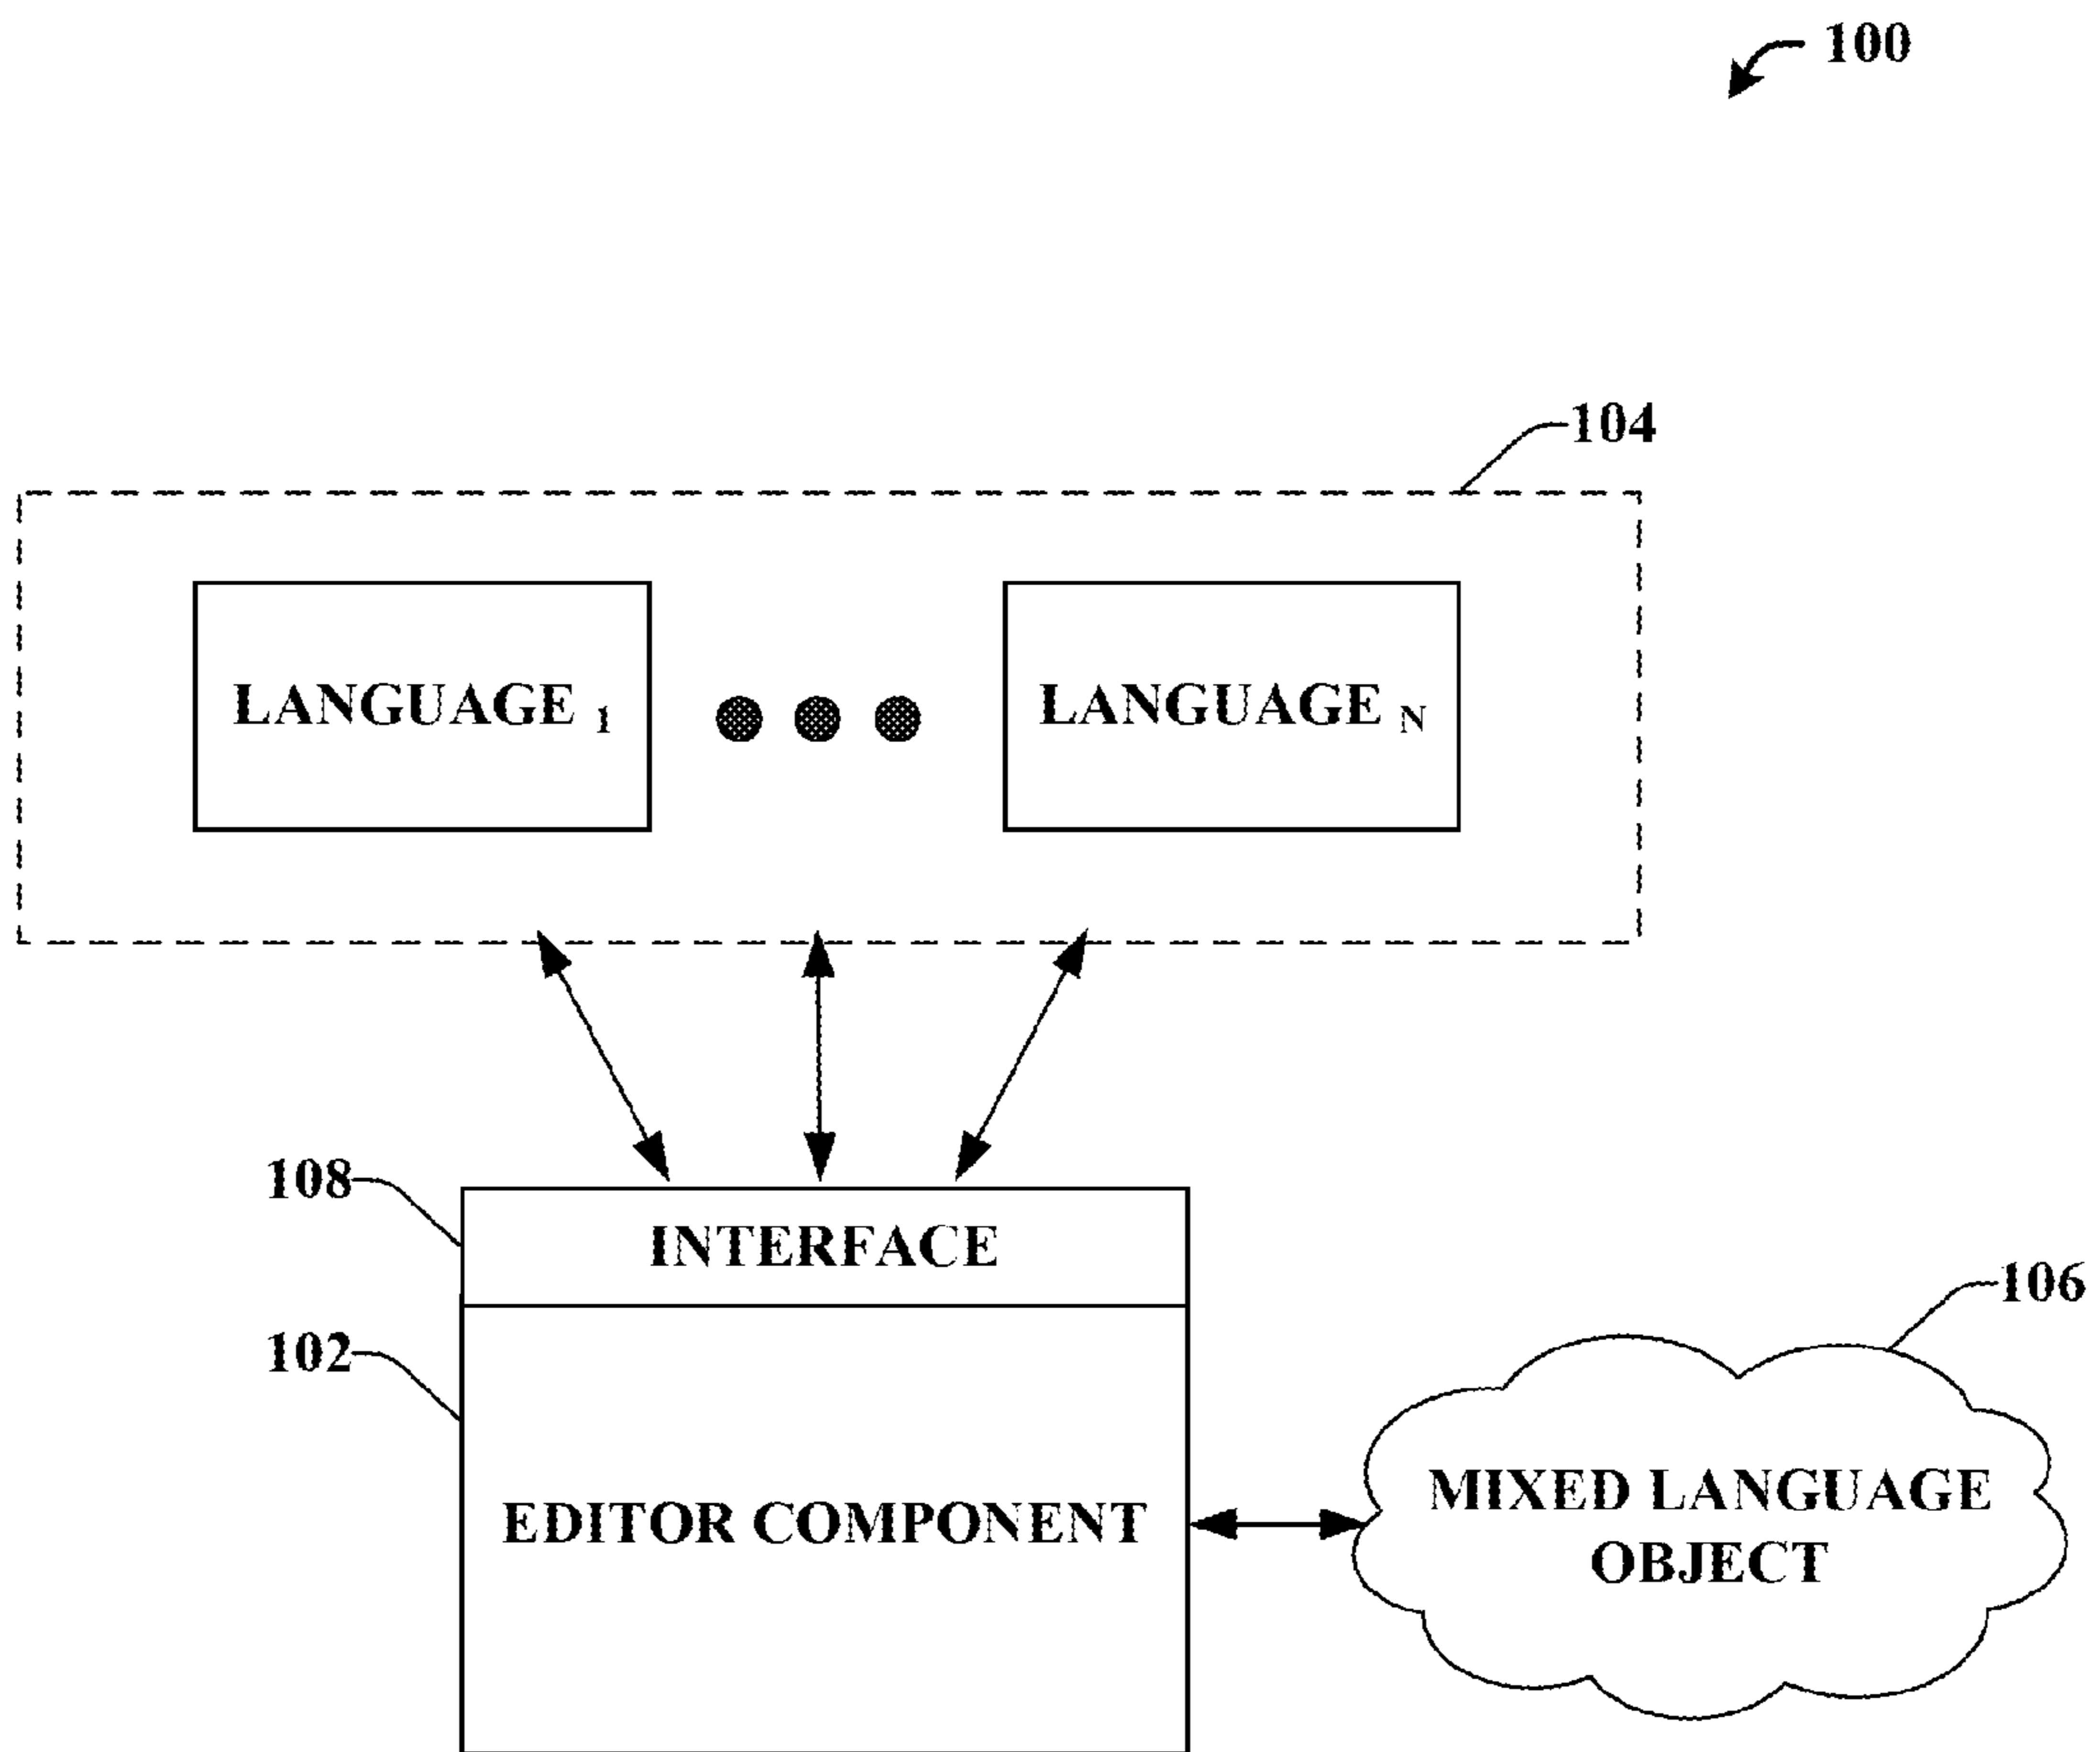 100
104
LANGUAGE 1
LANGUAGE N
108
INTERFACE
106
102
MIXED LANGUAGE
OBJECT
EDITOR COMPONENT